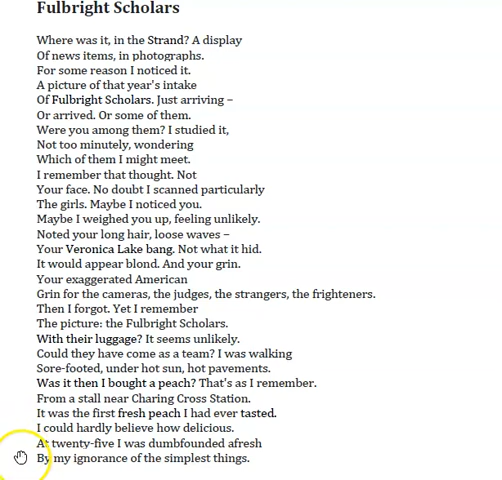 Fulbright Scholars
Where was it, in the Strand? A display
Of news items, in photographs.
For some reason I noticed it.
A picture of that year's intake
Of Fulbright Scholars. Just arriving –
Or arrived. Or some of them.
Were you among them? I studied it,
Not too minutely, wondering
Which of them I might meet.
I remember that thought. Not
Your face. No doubt I scanned particularly
The girls. Maybe I noticed you.
Maybe I weighed you up, feeling unlikely.
Noted your long hair, loose waves –
Your Veronica Lake bang. Not what it hid.
It would appear blond. And your grin.
Your exaggerated American
Grin for the cameras, the judges, the strangers, the frighteners.
Then I forgot. Yet I remember
The picture: the Fulbright Scholars.
With their luggage? It seems unlikely.
Could they have come as a team? I was walking
Sore-footed, under hot sun, hot pavements.
Was it then I bought a peach? That's as I remember.
From a stall near Charing Cross Station.
It was the first fresh peach I had ever tasted.
I could hardly believe how delicious.
At twenty-five I was dumbfounded afresh
By my ignorance of the simplest things.